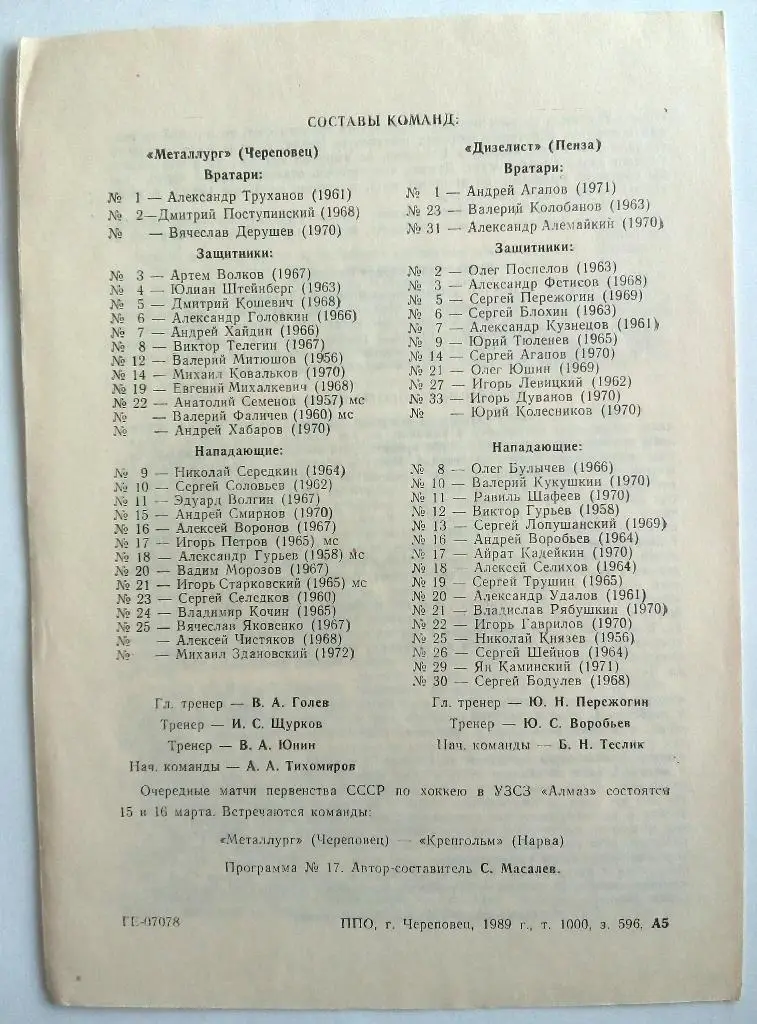 СОСТАВЫ КОМАНД:
«Металлург» (Череповец)
Вратари:
№ 1 — Александр Труханов (1961)
№ 2—Дмитрий Поступинский (1968)
№ — Вячеслав Дерушев (1970)
Защитники:
№ 3 — Артем Волков (1967)
№ 4 — Юлиан Штейнберг (1963)
№ 5 — Дмитрий Кошевич (1968)
№ 6 — Александр Головкин (1966)
№ 7 — Андрей Хайдин (1966)
№ 8 — Виктор Телегин (1967)
№ 12 — Валерий Митюшов (1956)
№ 14 — Михаил Ковальков (1970)
№ 19 — Евгений Михалкевич (1968)
№ 22 — Анатолий Семенов (1957) мс
№ — Валерий Фаличев (1960) мс
№ — Андрей Хабаров (1970)
Нападающие:
№ 9 — Николай Середкин (1964)
№ 10 — Сергей Соловьев (1962)
№ 11 — Эдуард Волгин (1967)
№ 15 — Андрей Смирнов (1970)
№ 16 — Алексей Воронов (1967)
№ 17 — Игорь Петров (1965) мс
№ 18 — Александр Гурьев (1958) мс
№ 20 — Вадим Морозов (1967)
№ 21 — Игорь Старковский (1965) мс
№ 23 — Сергей Селедков (1960)
№ 24 — Владимир Кочин (1965)
№ 25 — Вячеслав Яковенко (1967)
№ — Алексей Чистяков (1968)
№ — Михаил Здановский (1972)
Гл. тренер — В. А. Голев
Тренер — И. С. Щурков
Тренер — В. А. Юнин
Нач. команды — А. А. Тихомиров
«Дизелист» (Пенза)
Вратари:
№ 1 — Андрей Агапов (1971)
№ 23 — Валерий Колобанов (1963)
№ 31 — Александр Алемайкин (1970)
Защитники:
№ 2 — Олег Поспелов (1963)
№ 3 — Александр Фетисов (1968)
№ 5 — Сергей Пережогин (1969)
№ 6 — Сергей Блохин (1963)
№ 7 — Александр Кузнецов (1961)
№ 9 — Юрий Тюленев (1965)
№ 14 — Сергей Агапов (1970)
№ 21 — Олег Юшин (1969)
№ 27 — Игорь Левицкий (1962)
№ 33 — Игорь Дуванов (1970)
№ — Юрий Колесников (1970)
Нападающие:
№ 8 — Олег Булычев (1966)
№ 10 — Валерий Кукушкин (1970)
№ 11 — Равиль Шафеев (1970)
№ 12 — Виктор Гурьев (1958)
№ 13 — Сергей Лопушанский (1969)
№ 16 — Андрей Воробьев (1964)
№ 17 — Айрат Кадейкин (1970)
№ 18 — Алексей Селихов (1964)
№ 19 — Сергей Трушин (1965)
№ 20 — Александр Удалов (1961)
№ 21 — Владислав Рябушкин (1970)
№ 22 — Игорь Гаврилов (1970)
№ 25 — Николай Князев (1956)
№ 26 — Сергей Шейнов (1964)
№ 29 — Ян Каминский (1971)
№ 30 — Сергей Бодулев (1968)
Гл. тренер — Ю. Н. Пережогин
Тренер — Ю. С. Воробьев
Нач. команды — Б. Н. Теслик
Очередные матчи первенства СССР по хоккею в УЗСЗ «Алмаз» состоятся
15 и 16 марта. Встречаются команды:
«Металлург» (Череповец) — «Кренгольм» (Нарва)
Программа № 17. Автор-составитель С. Масалев.
ГЕ-07078
ППО, г. Череповец, 1989 г., т. 1000, з. 596, А5